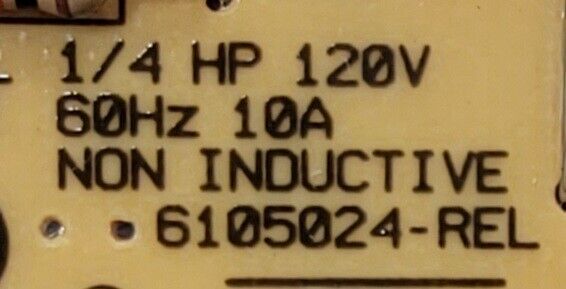 1/4 HP 120V
60Hz 10A
NON INDUCTIVE
6105024-REL